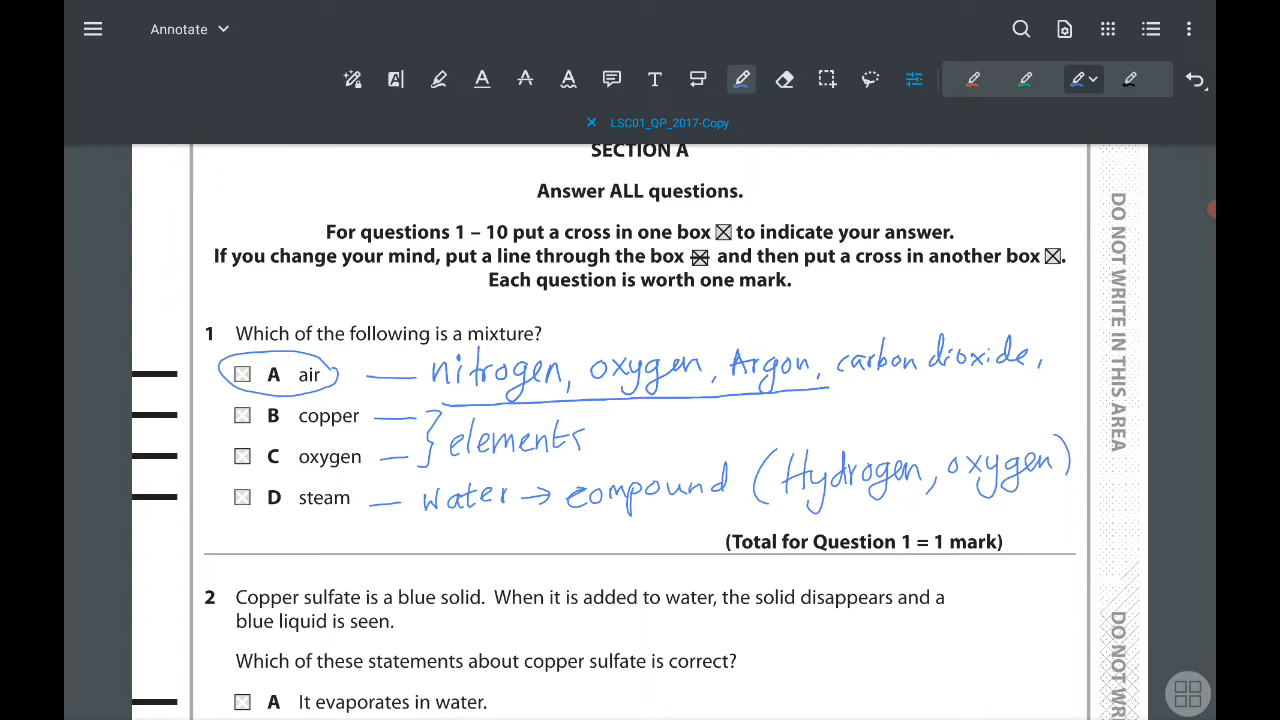 Annotate
LSC01_QP_2017-Copy
SECTION A
Answer ALL questions.
For questions 1 – 10 put a cross in one box ☒ to indicate your answer.
If you change your mind, put a line through the box and then put a cross in another box ☒.
Each question is worth one mark.
1 Which of the following is a mixture?
A air — nitrogen, oxygen, Argon, carbon dioxide,
B copper —
C oxygen — } elements
D steam — water → compound (Hydrogen, oxygen)
(Total for Question 1 = 1 mark)
2 Copper sulfate is a blue solid. When it is added to water, the solid disappears and a
blue liquid is seen.
Which of these statements about copper sulfate is correct?
A It evaporates in water.
DO NOT WRITE IN THIS AREA
DO NOT WR